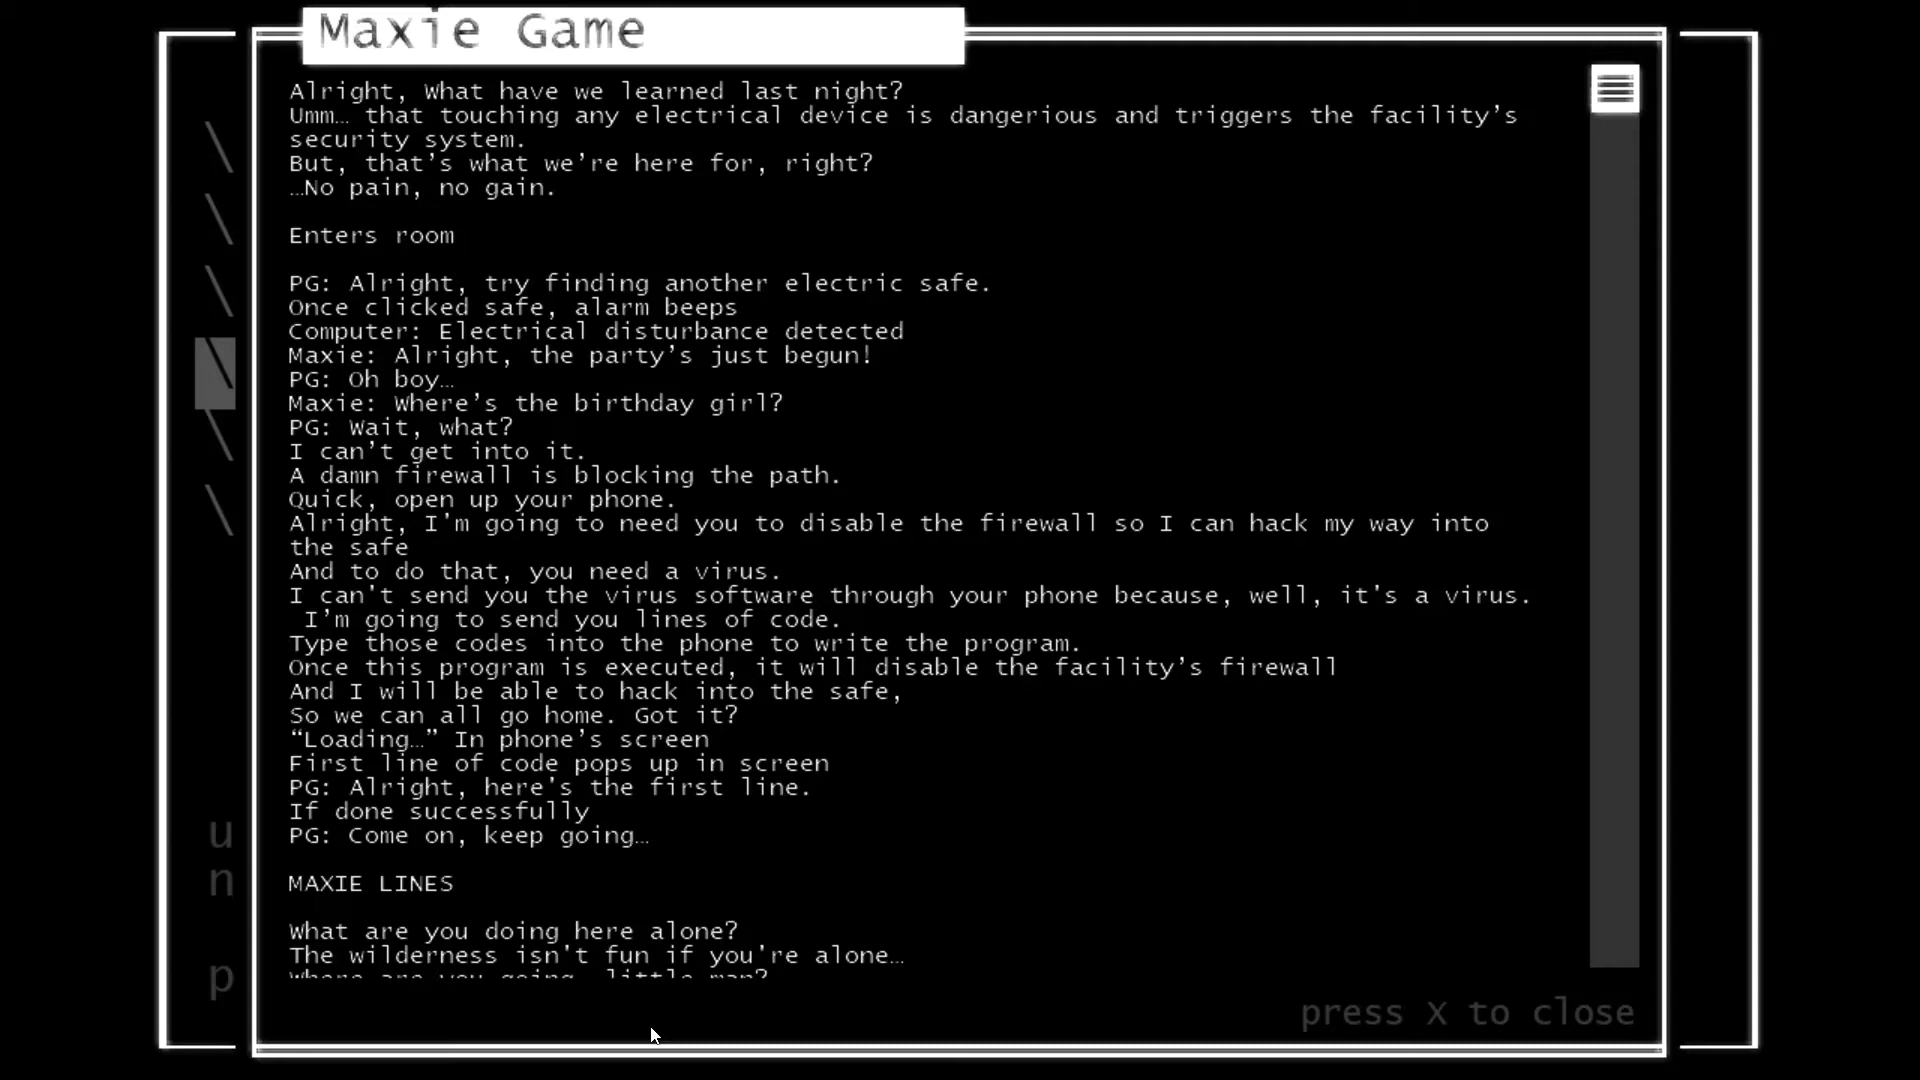 Maxie Game
Alright, What have we learned last night?
Umm… that touching any electrical device is dangerious and triggers the facility’s
security system.
But, that’s what we’re here for, right?
…No pain, no gain.
Enters room
PG: Alright, try finding another electric safe.
Once clicked safe, alarm beeps
Computer: Electrical disturbance detected
Maxie: Alright, the party’s just begun!
PG: Oh boy…
Maxie: Where’s the birthday girl?
PG: Wait, what?
I can’t get into it.
A damn firewall is blocking the path.
Quick, open up your phone.
Alright, I'm going to need you to disable the firewall so I can hack my way into
the safe
And to do that, you need a virus.
I can't send you the virus software through your phone because, well, it's a virus.
I’m going to send you lines of code.
Type those codes into the phone to write the program.
Once this program is executed, it will disable the facility’s firewall
And I will be able to hack into the safe,
So we can all go home. Got it?
“Loading…” In phone’s screen
First line of code pops up in screen
PG: Alright, here's the first line.
If done successfully
PG: Come on, keep going…
MAXIE LINES
What are you doing here alone?
The wilderness isn't fun if you're alone…
Where are you going, little man?
press X to close
\
\
\
\
\
\
u
n
p